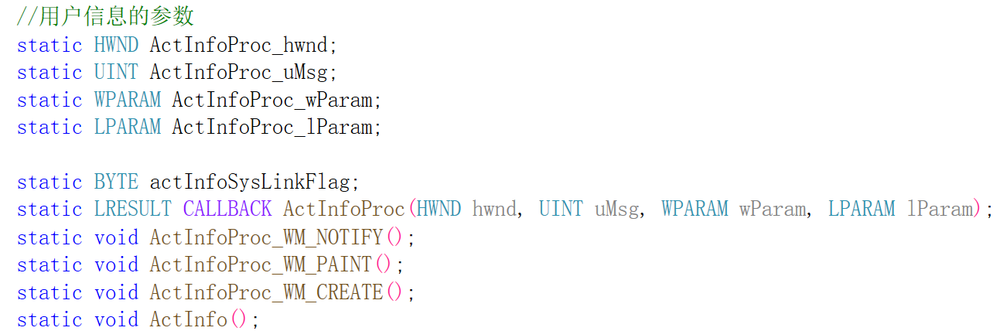 //用户信息的参数
static HWND ActInfoProc_hwnd;
static UINT ActInfoProc_uMsg;
static WPARAM ActInfoProc_wParam;
static LPARAM ActInfoProc_lParam;
static BYTE actInfoSysLinkFlag;
static LRESULT CALLBACK ActInfoProc(HWND hwnd, UINT uMsg, WPARAM wParam, LPARAM lParam);
static void ActInfoProc_WM_NOTIFY();
static void ActInfoProc_WM_PAINT();
static void ActInfoProc_WM_CREATE();
static void ActInfo();